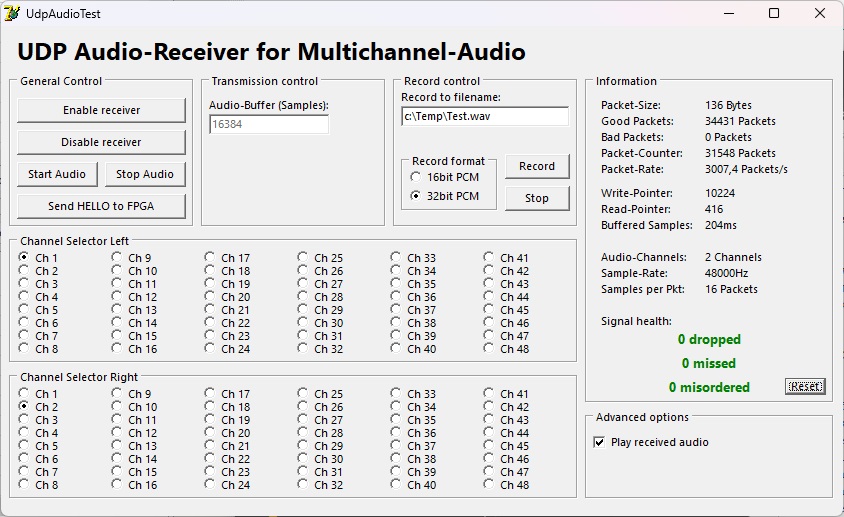 UdpAudioTest
UDP Audio-Receiver for Multichannel-Audio
General Control
Enable receiver
Disable receiver
Start Audio Stop Audio
Send HELLO to FPGA
Transmission control
Audio-Buffer (Samples):
16384
Record control
Record to filename:
c:\Temp\Test.wav
Record format
16bit PCM
32bit PCM
Record
Stop
Information
Packet-Size: 136 Bytes
Good Packets: 34431 Packets
Bad Packets: 0 Packets
Packet-Counter: 31548 Packets
Packet-Rate: 3007,4 Packets/s
Write-Pointer: 10224
Read-Pointer: 416
Buffered Samples: 204ms
Audio-Channels: 2 Channels
Sample-Rate: 48000Hz
Samples per Pkt: 16 Packets
Signal health:
0 dropped
0 missed
0 misordered Reset
Channel Selector Left
Ch 1 Ch 9 Ch 17 Ch 25 Ch 33 Ch 41
Ch 2 Ch 10 Ch 18 Ch 26 Ch 34 Ch 42
Ch 3 Ch 11 Ch 19 Ch 27 Ch 35 Ch 43
Ch 4 Ch 12 Ch 20 Ch 28 Ch 36 Ch 44
Ch 5 Ch 13 Ch 21 Ch 29 Ch 37 Ch 45
Ch 6 Ch 14 Ch 22 Ch 30 Ch 38 Ch 46
Ch 7 Ch 15 Ch 23 Ch 31 Ch 39 Ch 47
Ch 8 Ch 16 Ch 24 Ch 32 Ch 40 Ch 48
Channel Selector Right
Ch 1 Ch 9 Ch 17 Ch 25 Ch 33 Ch 41
Ch 2 Ch 10 Ch 18 Ch 26 Ch 34 Ch 42
Ch 3 Ch 11 Ch 19 Ch 27 Ch 35 Ch 43
Ch 4 Ch 12 Ch 20 Ch 28 Ch 36 Ch 44
Ch 5 Ch 13 Ch 21 Ch 29 Ch 37 Ch 45
Ch 6 Ch 14 Ch 22 Ch 30 Ch 38 Ch 46
Ch 7 Ch 15 Ch 23 Ch 31 Ch 39 Ch 47
Ch 8 Ch 16 Ch 24 Ch 32 Ch 40 Ch 48
Advanced options
Play received audio